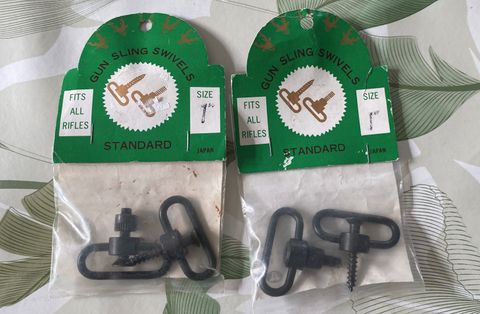 GUN SLING SWIVELS
FITS
ALL
RIFLES
SIZE
1"
STANDARD
JAPAN
GUN SLING SWIVELS
FITS
ALL
RIFLES
SIZE
1"
STANDARD
JAPAN